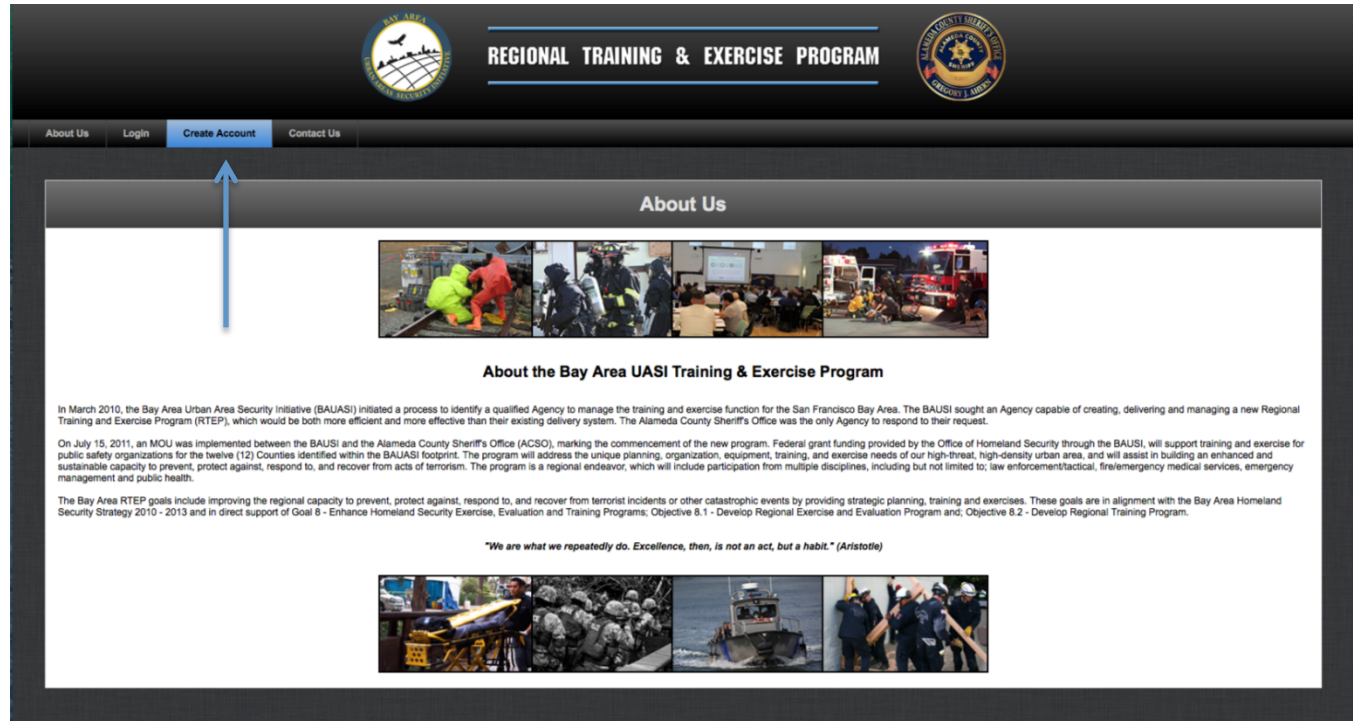 BAY AREA
URBAN AREAS SECURITY INITIATIVE
REGIONAL TRAINING & EXERCISE PROGRAM
ALAMEDA COUNTY SHERIFF'S OFFICE
ALAMEDA COUNTY
SHERIFF
GREGORY J. AHERN
About Us Login Create Account Contact Us
About Us
About the Bay Area UASI Training & Exercise Program
In March 2010, the Bay Area Urban Area Security Initiative (BAUASI) initiated a process to identify a qualified Agency to manage the training and exercise function for the San Francisco Bay Area. The BAUSI sought an Agency capable of creating, delivering and managing a new Regional
Training and Exercise Program (RTEP), which would be both more efficient and more effective than their existing delivery system. The Alameda County Sheriff's Office was the only Agency to respond to their request.
On July 15, 2011, an MOU was implemented between the BAUSI and the Alameda County Sheriff's Office (ACSO), marking the commencement of the new program. Federal grant funding provided by the Office of Homeland Security through the BAUSI, will support training and exercise for
public safety organizations for the twelve (12) Counties identified within the BAUASI footprint. The program will address the unique planning, organization, equipment, training, and exercise needs of our high-threat, high-density urban area, and will assist in building an enhanced and
sustainable capacity to prevent, protect against, respond to, and recover from acts of terrorism. The program is a regional endeavor, which will include participation from multiple disciplines, including but not limited to; law enforcement/tactical, fire/emergency medical services, emergency
management and public health.
The Bay Area RTEP goals include improving the regional capacity to prevent, protect against, respond to, and recover from terrorist incidents or other catastrophic events by providing strategic planning, training and exercises. These goals are in alignment with the Bay Area Homeland
Security Strategy 2010 - 2013 and in direct support of Goal 8 - Enhance Homeland Security Exercise, Evaluation and Training Programs; Objective 8.1 - Develop Regional Exercise and Evaluation Program and; Objective 8.2 - Develop Regional Training Program.
"We are what we repeatedly do. Excellence, then, is not an act, but a habit." (Aristotle)